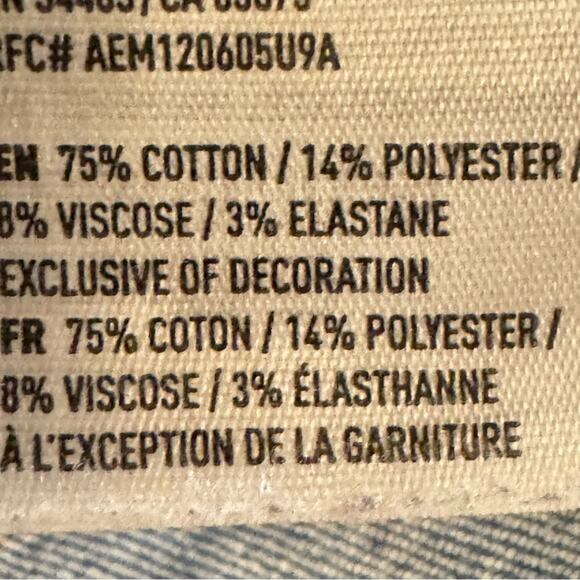 RFC# AEM120605U9A
EN 75% COTTON / 14% POLYESTER /
8% VISCOSE / 3% ELASTANE
EXCLUSIVE OF DECORATION
FR 75% COTON / 14% POLYESTER /
8% VISCOSE / 3% ÉLASTHANNE
À L'EXCEPTION DE LA GARNITURE